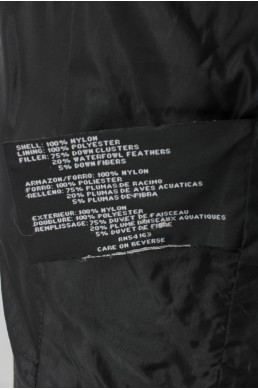 SHELL: 100% NYLON
LINING: 100% POLYESTER
FILLER: 75% DOWN CLUSTERS
20% WATERFOWL FEATHERS
5% DOWN FIBERS
ARMAZON/FORRO: 100% NYLON
FORRO: 100% POLIESTER
RELLENO: 75% PLUMAS DE RACIMO
20% PLUMAS DE AVES ACUATICAS
5% PLUMAS DE FIBRA
EXTERIEUR: 100% NYLON
DOUBLURE: 100% POLYESTER
REMPLISSAGE: 75% DUVET DE FAISCEAU
20% PLUME D'OISEAUX AQUATIQUES
5% DUVET DE FIBRE
RN54163
CARE ON REVERSE